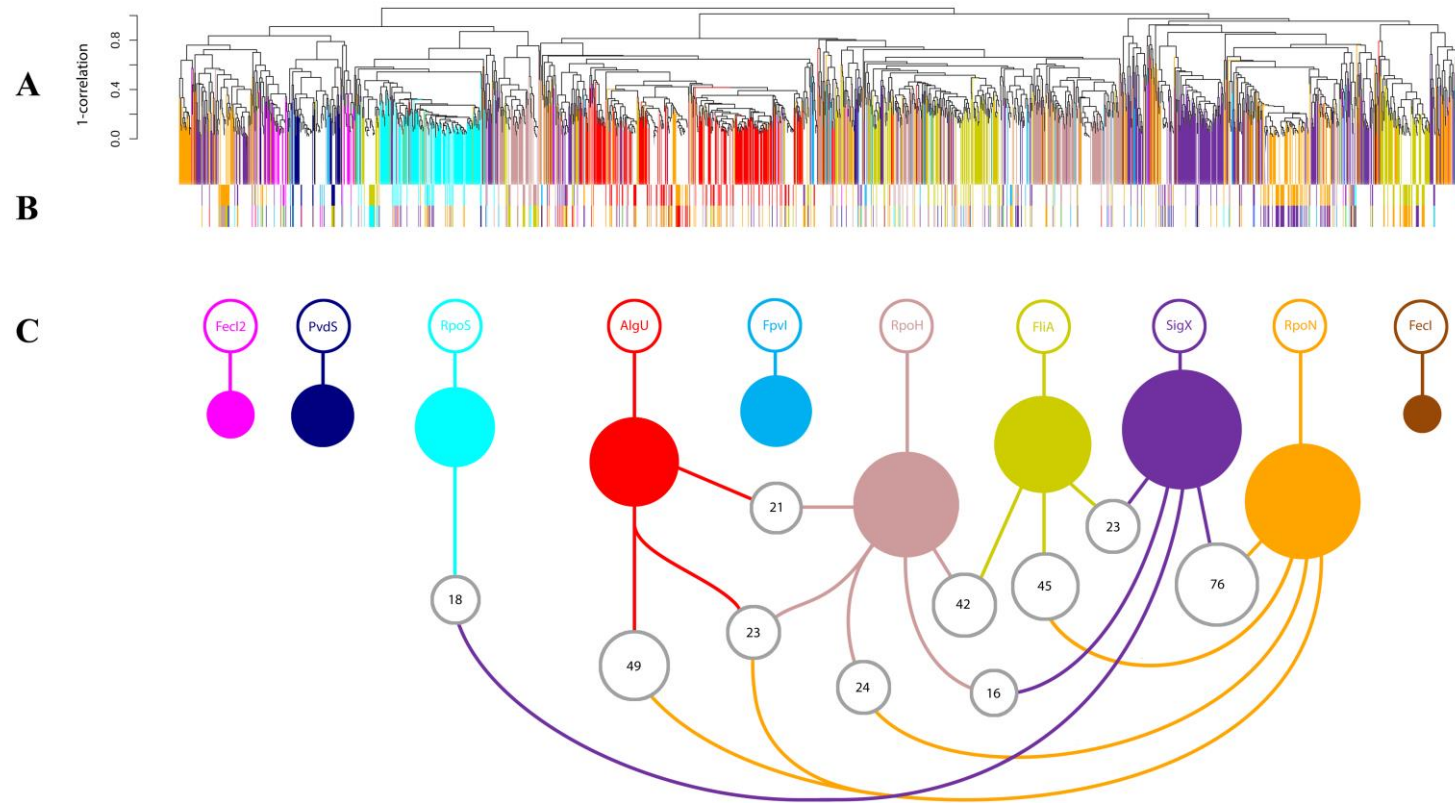 A
1-correlation
0.8
0.4
0.0
B
C
FecI2
PvdS
RpoS
AlgU
FpvI
RpoH
FliA
SigX
RpoN
FecI
21
23
18
42
45
76
23
49
24
16